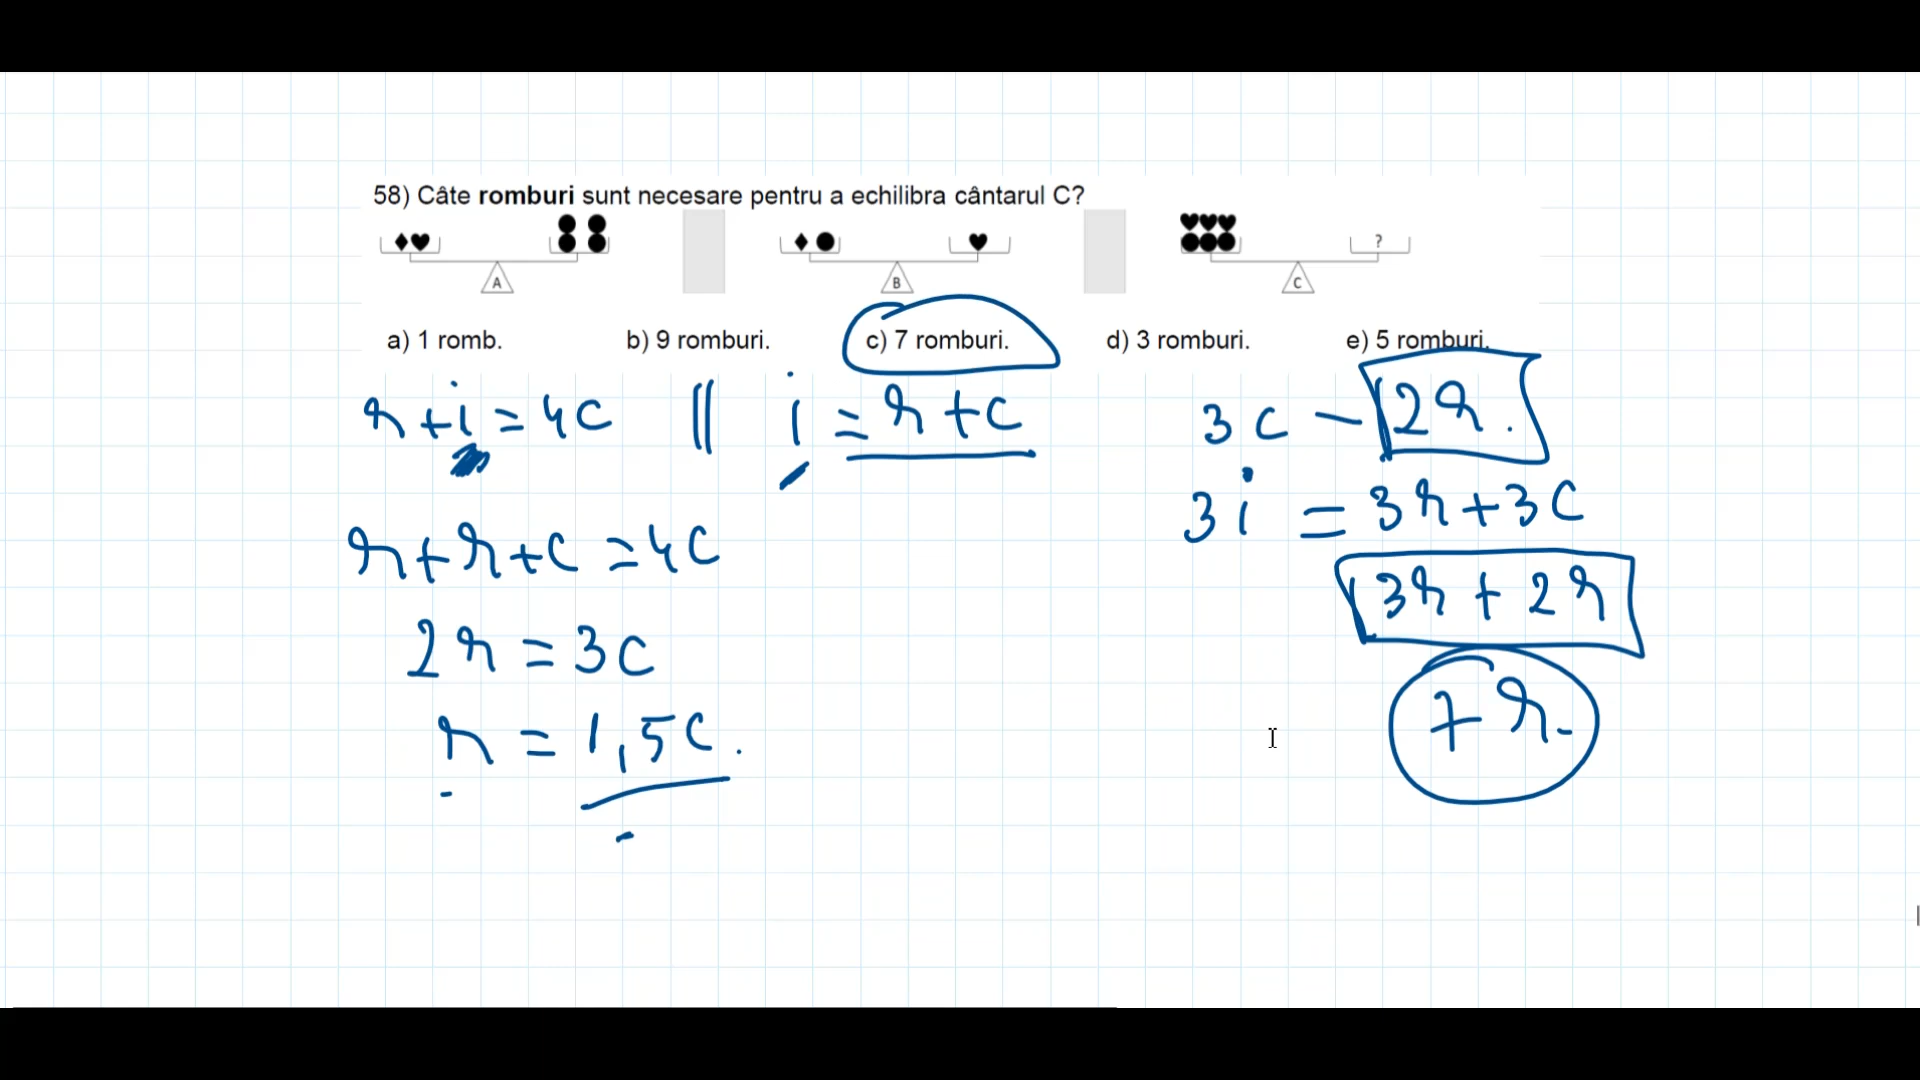 58) Câte romburi sunt necesare pentru a echilibra cântarul C?
?
A
B
C
a) 1 romb.
b) 9 romburi.
c) 7 romburi.
d) 3 romburi.
e) 5 romburi.
r+i=4c || i=r+c
r+r+c=4c
2r=3c
r=1,5c.
3c-2r.
3i=3r+3c
3r+2r
7r.